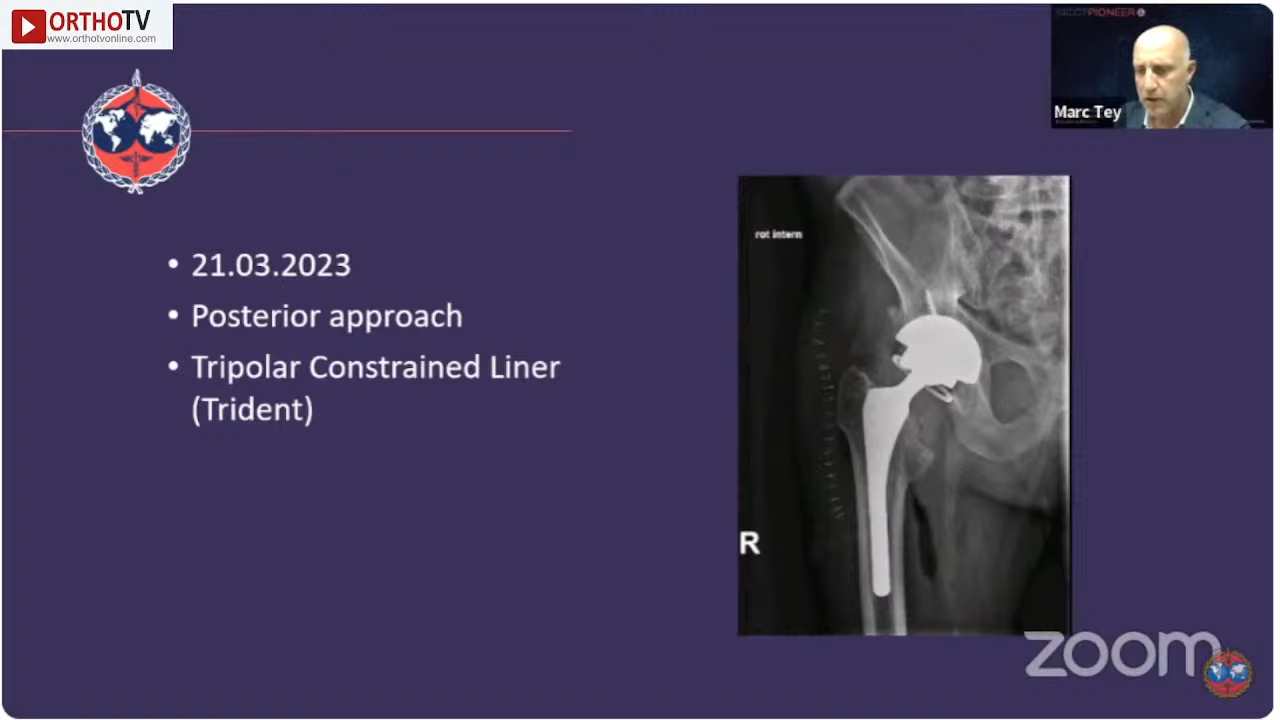 ORTHOTV
www.orthotvonline.com
SICOTPIONEER
Marc Tey
• 21.03.2023
• Posterior approach
• Tripolar Constrained Liner
(Trident)
rot intern
R
zoom